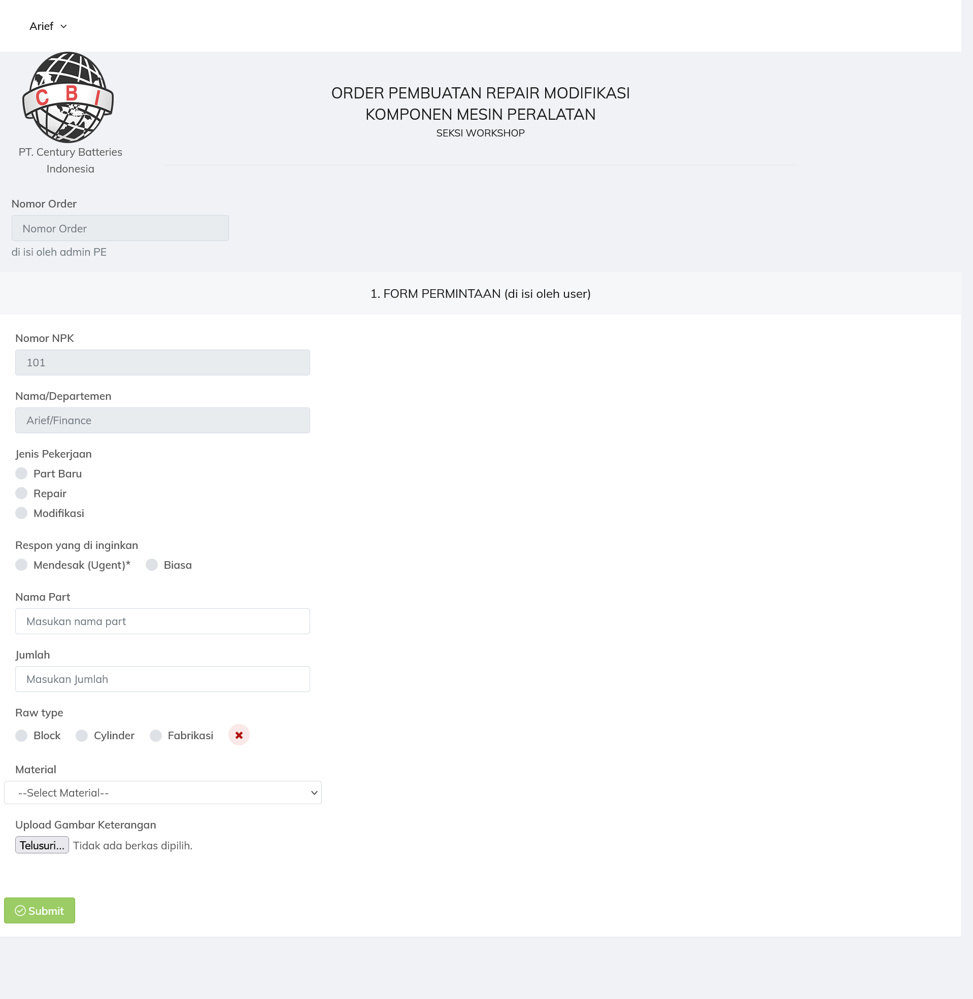 Arief
C B I
PT. Century Batteries
Indonesia
ORDER PEMBUATAN REPAIR MODIFIKASI
KOMPONEN MESIN PERALATAN
SEKSI WORKSHOP
Nomor Order
Nomor Order
di isi oleh admin PE
1. FORM PERMINTAAN (di isi oleh user)
Nomor NPK
101
Nama/Departemen
Arief/Finance
Jenis Pekerjaan
Part Baru
Repair
Modifikasi
Respon yang di inginkan
Mendesak (Ugent)* Biasa
Nama Part
Masukan nama part
Jumlah
Masukan Jumlah
Raw type
Block Cylinder Fabrikasi
Material
--Select Material--
Upload Gambar Keterangan
Telusuri... Tidak ada berkas dipilih.
Submit